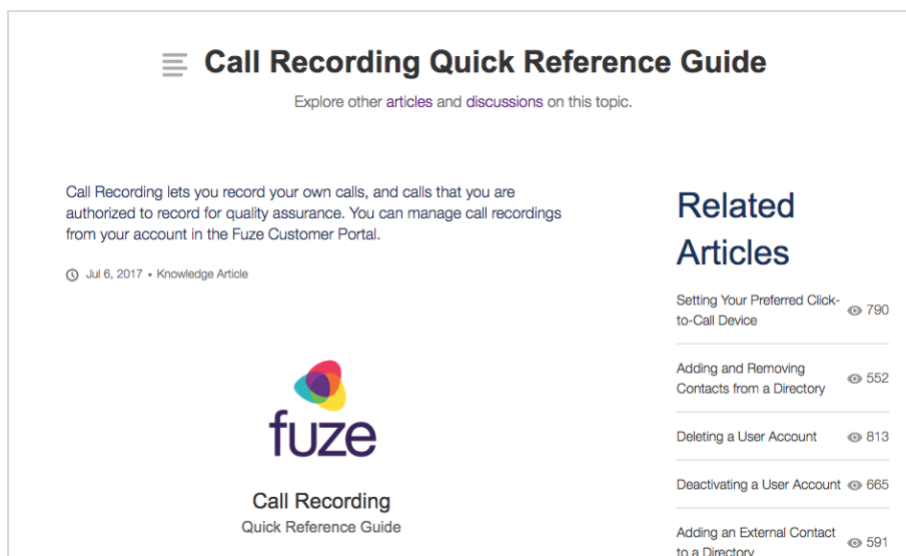 Call Recording Quick Reference Guide
Explore other articles and discussions on this topic.
Call Recording lets you record your own calls, and calls that you are
authorized to record for quality assurance. You can manage call recordings
from your account in the Fuze Customer Portal.
Jul 6, 2017 • Knowledge Article
fuze
Call Recording
Quick Reference Guide
Related
Articles
Setting Your Preferred Click-
to-Call Device
790
Adding and Removing
Contacts from a Directory
552
Deleting a User Account
813
Deactivating a User Account
665
Adding an External Contact
to a Directory
591